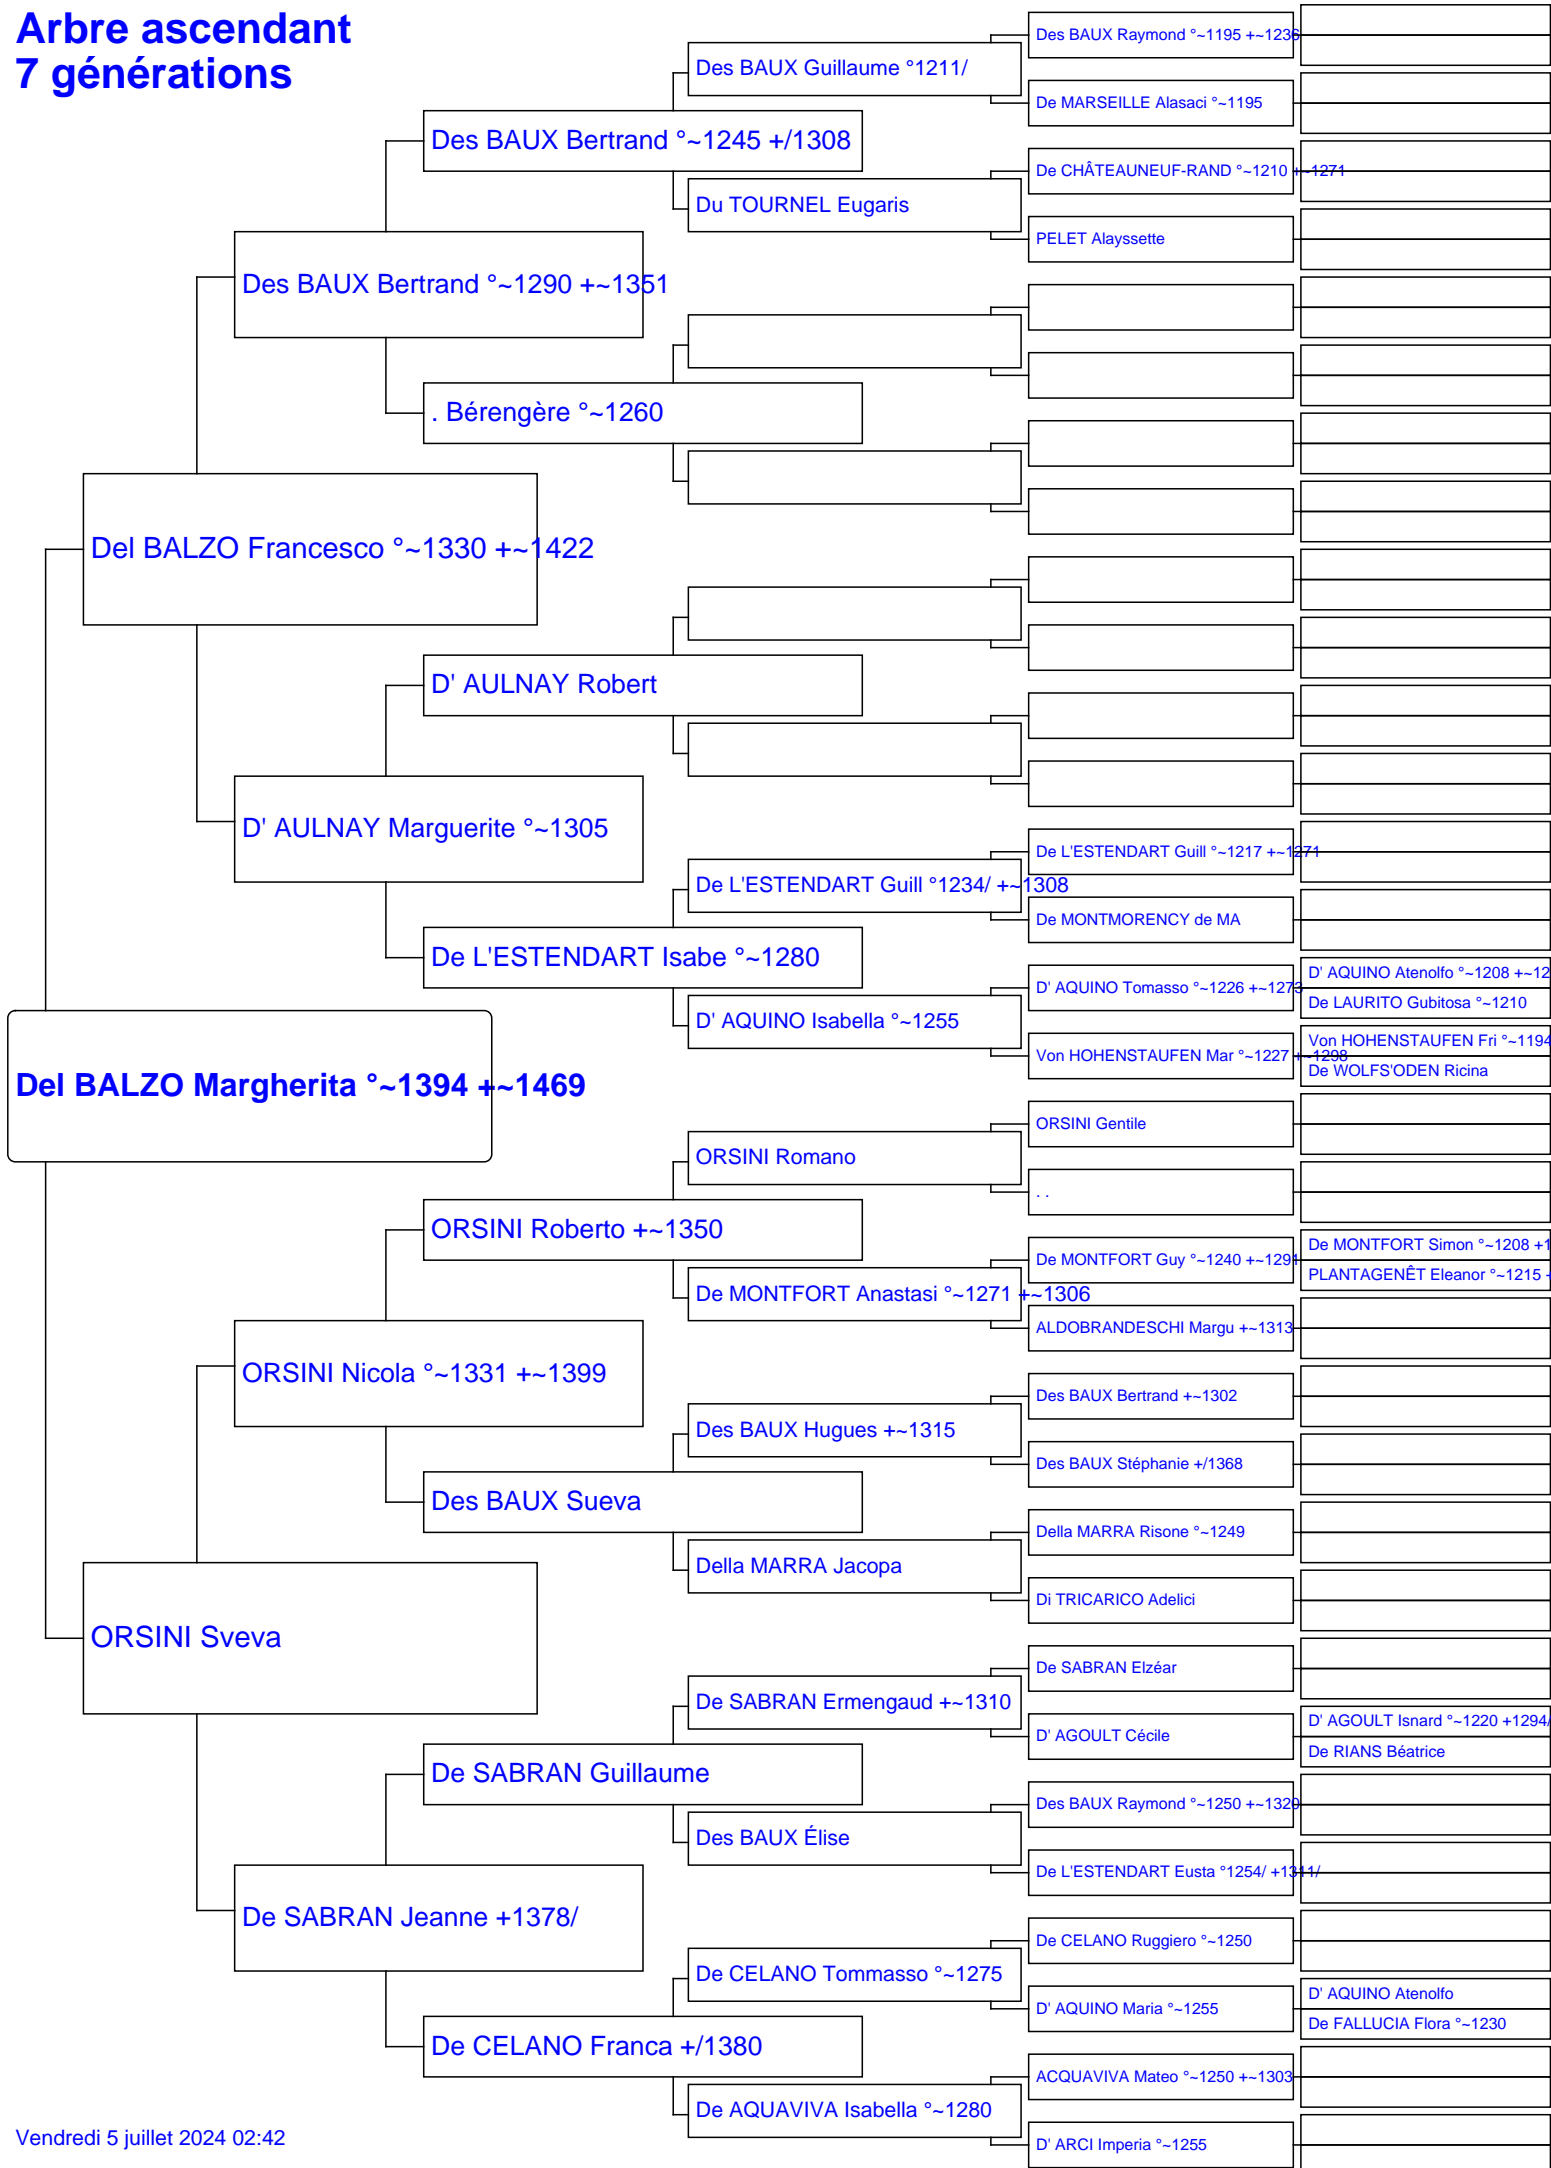 Arbre ascendant
7 générations
Des BAUX Raymond °~1195 +~1236
Des BAUX Guillaume °1211/
De MARSEILLE Alasaci °~1195
Des BAUX Bertrand °~1245 +/1308
De CHÂTEAUNEUF-RAND °~1210 +~1271
Du TOURNEL Eugaris
PELET Alayssette
Des BAUX Bertrand °~1290 +~1351
. Bérengère °~1260
Del BALZO Francesco °~1330 +~1422
D' AULNAY Robert
D' AULNAY Marguerite °~1305
De L'ESTENDART Guill °~1217 +~1271
De L'ESTENDART Guill °1234/ +~1308
De MONTMORENCY de MA
De L'ESTENDART Isabe °~1280
D' AQUINO Atenolfo °~1208 +~12
D' AQUINO Tomasso °~1226 +~1273
De LAURITO Gubitosa °~1210
D' AQUINO Isabella °~1255
Von HOHENSTAUFEN Fri °~1194
Von HOHENSTAUFEN Mar °~1227 +~1298
De WOLFS'ODEN Ricina
Del BALZO Margherita °~1394 +~1469
ORSINI Gentile
ORSINI Romano
. .
ORSINI Roberto +~1350
De MONTFORT Simon °~1208 +1
De MONTFORT Guy °~1240 +~1291
PLANTAGENÊT Eleanor °~1215 +
De MONTFORT Anastasi °~1271 +~1306
ALDOBRANDESCHI Margu +~1313
ORSINI Nicola °~1331 +~1399
Des BAUX Bertrand +~1302
Des BAUX Hugues +~1315
Des BAUX Stéphanie +/1368
Des BAUX Sueva
Della MARRA Risone °~1249
Della MARRA Jacopa
Di TRICARICO Adelici
ORSINI Sveva
De SABRAN Elzéar
De SABRAN Ermengaud +~1310
D' AGOULT Isnard °~1220 +1294/
D' AGOULT Cécile
De RIANS Béatrice
De SABRAN Guillaume
Des BAUX Raymond °~1250 +~1320
Des BAUX Élise
De L'ESTENDART Eusta °1254/ +1311/
De SABRAN Jeanne +1378/
De CELANO Ruggiero °~1250
De CELANO Tommasso °~1275
D' AQUINO Atenolfo
D' AQUINO Maria °~1255
De FALLUCIA Flora °~1230
De CELANO Franca +/1380
ACQUAVIVA Mateo °~1250 +~1303
De AQUAVIVA Isabella °~1280
D' ARCI Imperia °~1255
Vendredi 5 juillet 2024 02:42